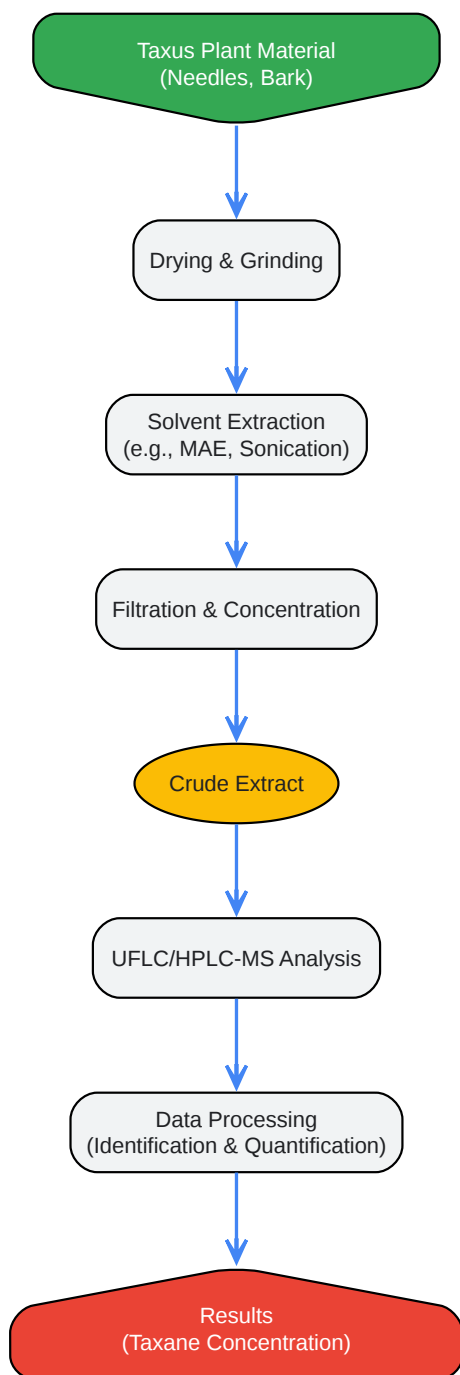 Taxus Plant Material
(Needles, Bark)
Drying & Grinding
Solvent Extraction
(e.g., MAE, Sonication)
Filtration & Concentration
Crude Extract
UFLC/HPLC-MS Analysis
Data Processing
(Identification & Quantification)
Results
(Taxane Concentration)